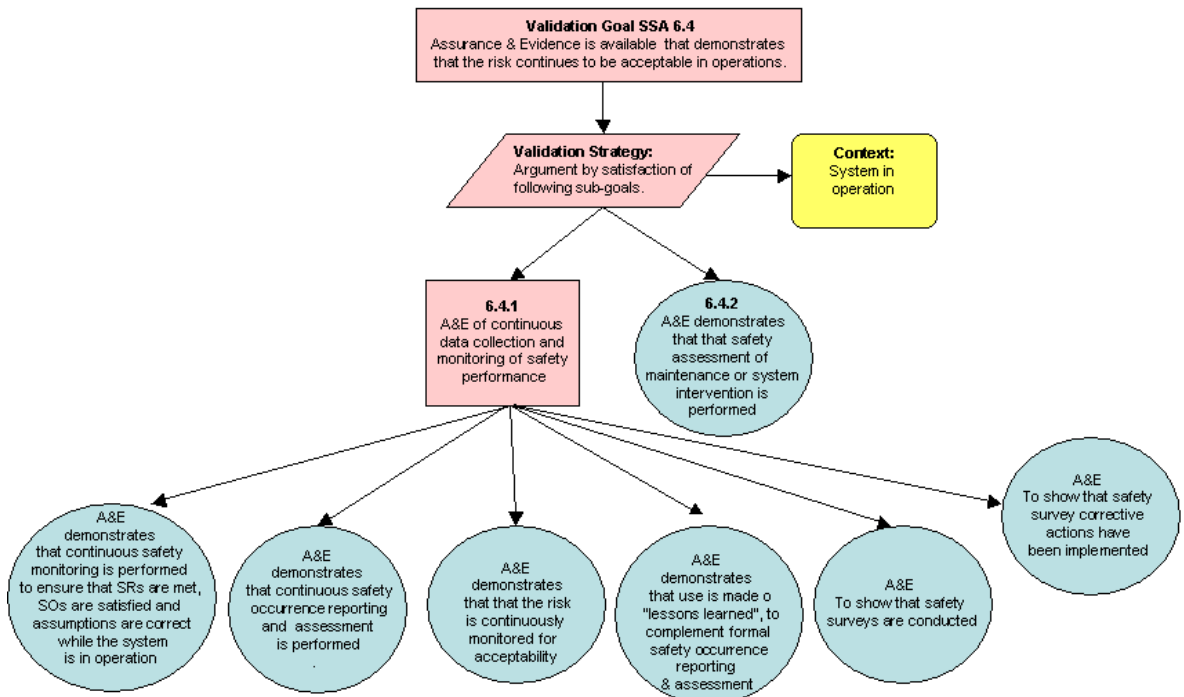 Validation Goal SSA 6.4
Assurance & Evidence is available that demonstrates
that the risk continues to be acceptable in operations.
Validation Strategy:
Argument by satisfaction of
following sub-goals.
Context:
System in
operation
6.4.1
A&E of continuous
data collection and
monitoring of safety
performance
6.4.2
A&E demonstrates
that that safety
assessment of
maintenance or system
intervention is
performed
A&E
demonstrates
that continuous safety
monitoring is performed
to ensure that SRs are met,
SOs are satisfied and
assumptions are correct
while the system
is in operation
A&E
demonstrates
that continuous safety
occurrence reporting
and assessment
is performed
.
A&E
demonstrates
that that the risk
is continuously
monitored for
acceptability
A&E
demonstrates
that use is made o
"lessons learned", to
complement formal
safety occurrence
reporting
& assessment
A&E
To show that safety
surveys are conducted
A&E
To show that safety
survey corrective
actions have
been implemented